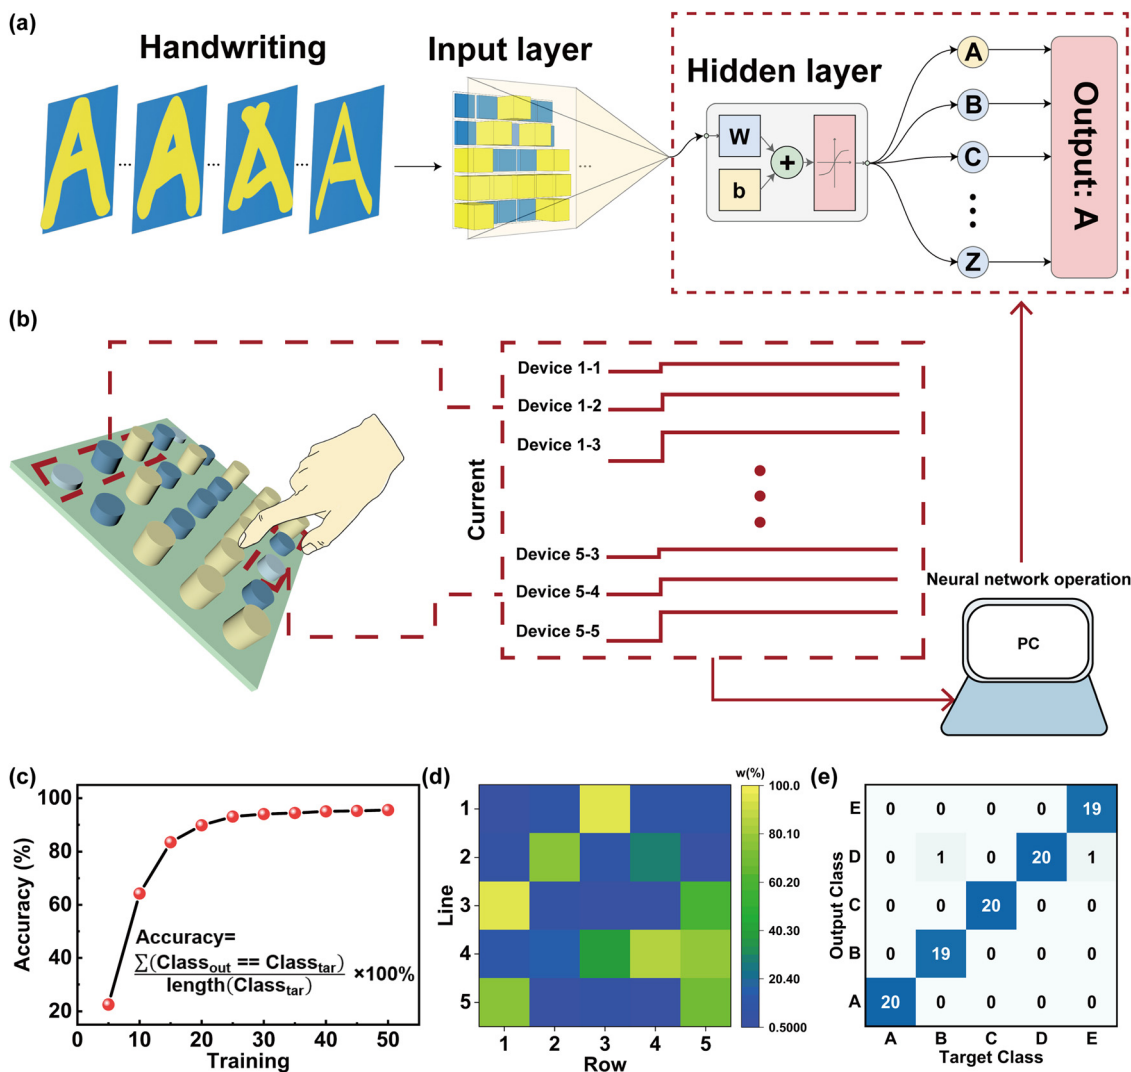 (a)
Handwriting
Input layer
Hidden layer
W
b
+
A
B
C
Z
Output: A
(b)
Current
Device 1-1
Device 1-2
Device 1-3
Device 5-3
Device 5-4
Device 5-5
Neural network operation
PC
(c)
Accuracy (%)
100
80
60
40
20
Accuracy=
∑(Class_out == Class_tar)
length(Class_tar)
×100%
10 20 30 40 50
Training
(d)
w(%)
100.0
80.10
60.20
40.30
20.40
0.5000
Line
1
2
3
4
5
1 2 3 4 5
Row
(e)
Output Class
E 0 0 0 0 19
D 0 1 0 20 1
C 0 0 20 0 0
B 0 19 0 0 0
A 20 0 0 0 0
A B C D E
Target Class